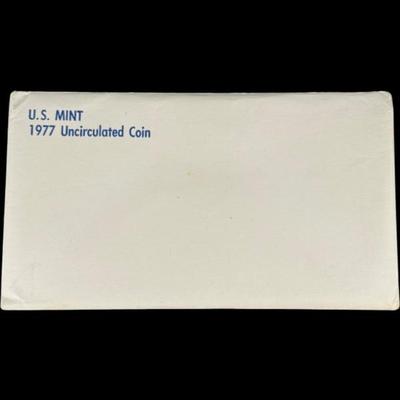 U.S. MINT
1977 Uncirculated Coin